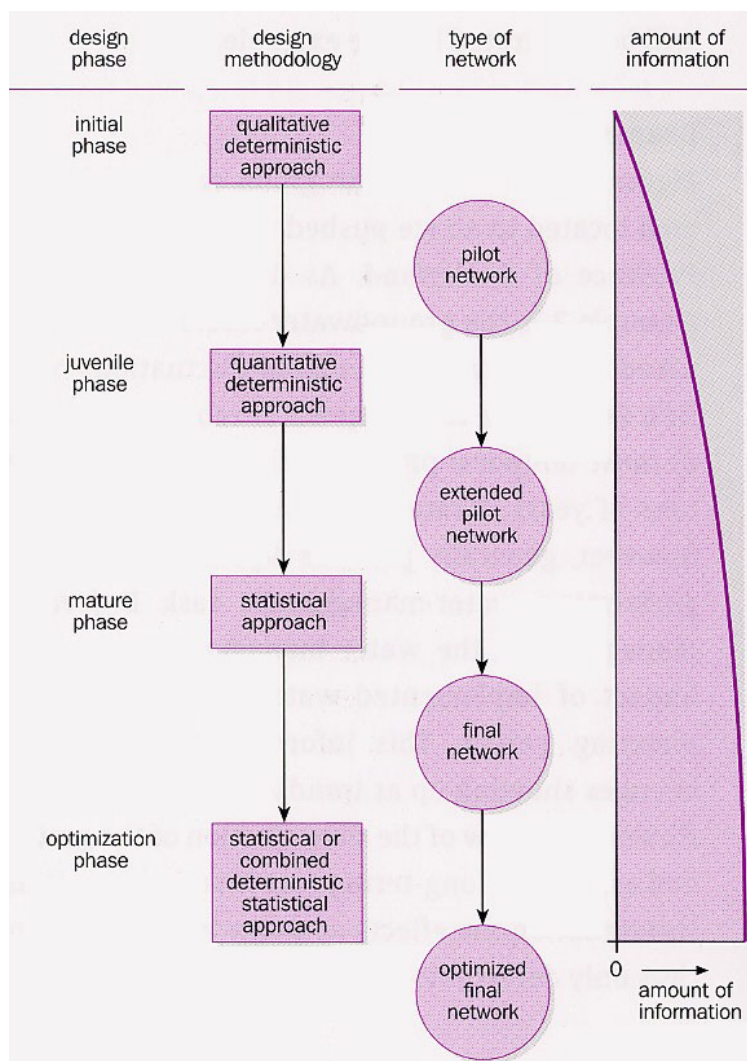 design
phase
design
methodology
type of
network
amount of
information
initial
phase
qualitative
deterministic
approach
pilot
network
juvenile
phase
quantitative
deterministic
approach
extended
pilot
network
mature
phase
statistical
approach
final
network
optimization
phase
statistical or
combined
deterministic
statistical
approach
optimized
final
network
0
amount of
information